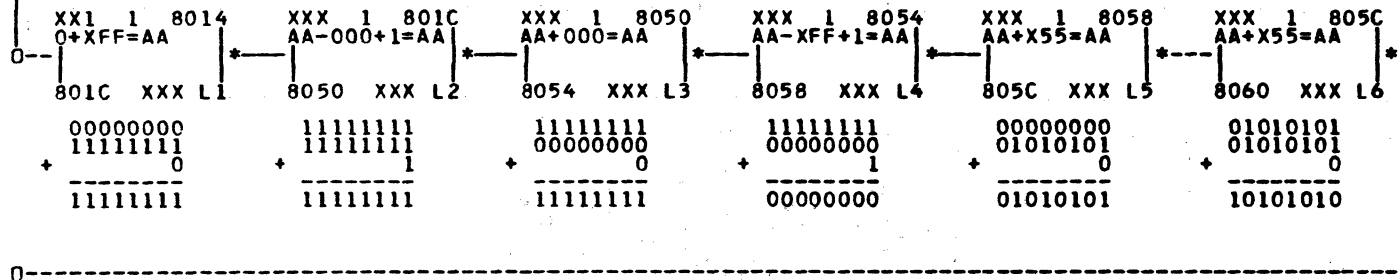 XX1 1 8014 XXX 1 801C XXX 1 8050 XXX 1 8054 XXX 1 8058 XXX 1 805C
0+XFF=AA AA-000+1=AA AA+000=AA AA-XFF+1=AA AA+X55=AA AA+X55=AA
0--| |*——| |*——| |*——| |*——| |*---| |*
801C XXX L1 8050 XXX L2 8054 XXX L3 8058 XXX L4 805C XXX L5 8060 XXX L6
00000000 11111111 11111111 11111111 00000000 01010101
11111111 11111111 00000000 00000000 01010101 01010101
+ 0 + 1 + 0 + 1 + 0 + 0
-------- -------- -------- -------- -------- --------
11111111 11111111 11111111 00000000 01010101 10101010
0------------------------------------------------------------------------